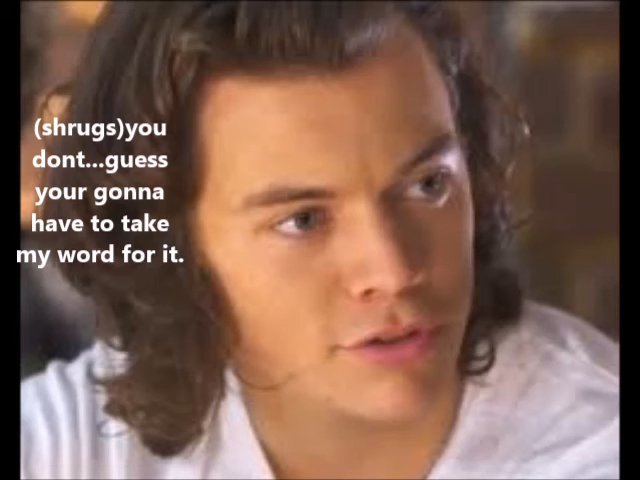 (shrugs)you
dont...guess
your gonna
have to take
my word for it.